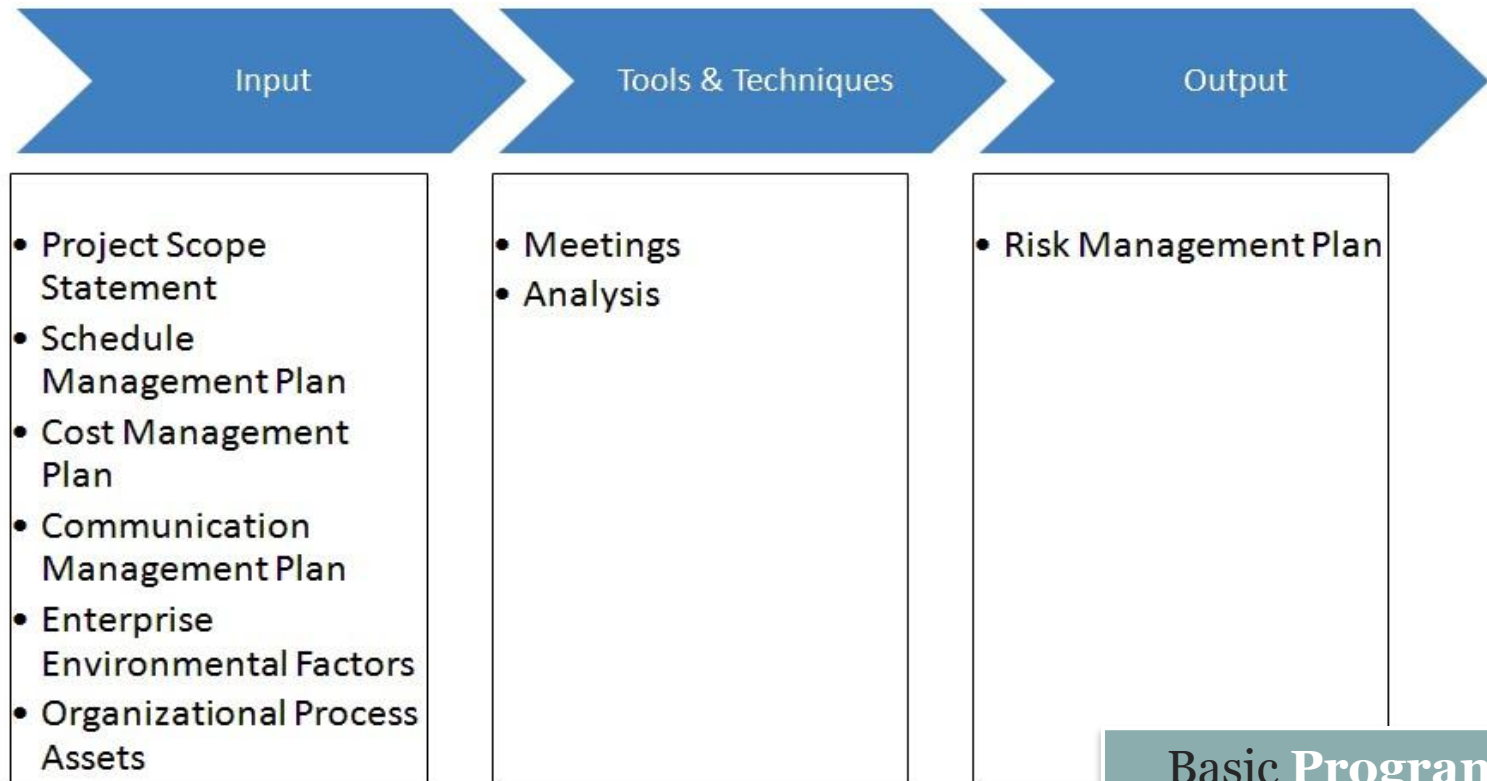 Input
Tools & Techniques
Output
• Project Scope
Statement
• Schedule
Management Plan
• Cost Management
Plan
• Communication
Management Plan
• Enterprise
Environmental Factors
• Organizational Process
Assets
• Meetings
• Analysis
• Risk Management Plan
Basic